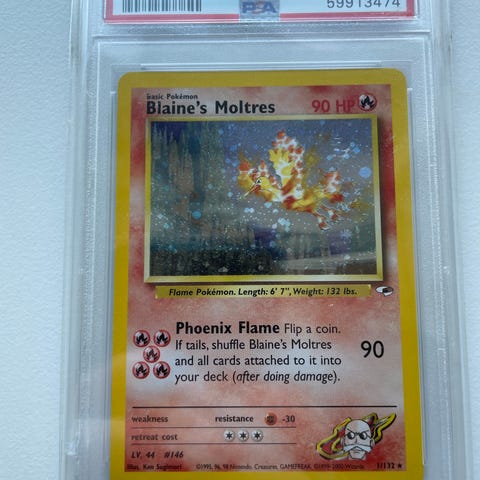 PSA 59913474
Basic Pokémon
Blaine's Moltres 90 HP
Flame Pokémon. Length: 6' 7", Weight: 132 lbs.
Phoenix Flame Flip a coin.
If tails, shuffle Blaine's Moltres
and all cards attached to it into
your deck (after doing damage).
90
weakness resistance -30
retreat cost
LV. 44 #146
Illus. Ken Sugimori ©1995, 96, 98 Nintendo, Creatures, GAMEFREAK. ©1999-2000 Wizards. 1/132 ★